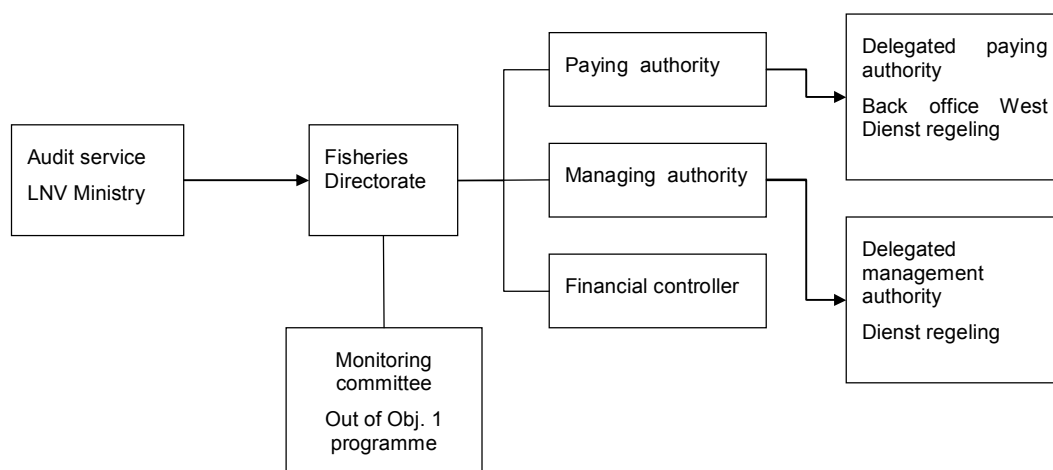 Audit service
LNV Ministry
Fisheries
Directorate
Monitoring
committee
Out of Obj. 1
programme
Paying authority
Managing authority
Financial controller
Delegated paying
authority
Back office West
Dienst regeling
Delegated
management
authority
Dienst regeling